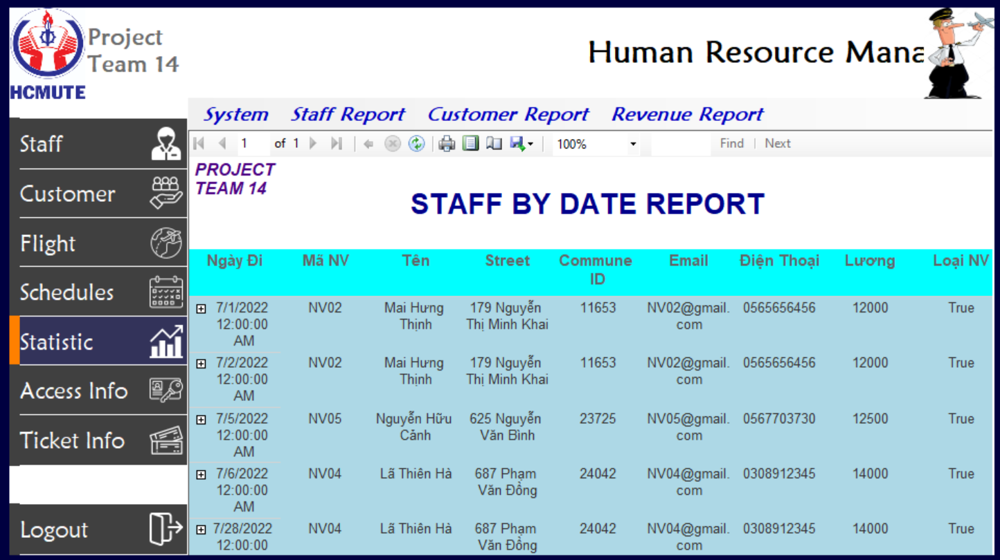 Project
Team 14
HCMUTE
Human Resource Mana
System Staff Report Customer Report Revenue Report
1 of 1 100% Find | Next
Staff
Customer
Flight
Schedules
Statistic
Access Info
Ticket Info
Logout
PROJECT
TEAM 14
STAFF BY DATE REPORT
Ngày Đi Mã NV Tên Street Commune Email Điện Thoại Lương Loại NV
ID
7/1/2022 NV02 Mai Hưng 179 Nguyễn 11653 NV02@gmail. 0565656456 12000 True
12:00:00 Thịnh Thị Minh Khai com
AM
7/2/2022 NV02 Mai Hưng 179 Nguyễn 11653 NV02@gmail. 0565656456 12000 True
12:00:00 Thịnh Thị Minh Khai com
AM
7/5/2022 NV05 Nguyễn Hữu 625 Nguyễn 23725 NV05@gmail. 0567703730 12500 True
12:00:00 Cảnh Văn Bình com
AM
7/6/2022 NV04 Lã Thiên Hà 687 Phạm 24042 NV04@gmail. 0308912345 14000 True
12:00:00 Văn Đồng com
AM
7/28/2022 NV04 Lã Thiên Hà 687 Phạm 24042 NV04@gmail. 0308912345 14000 True
12:00:00 Văn Đồng com